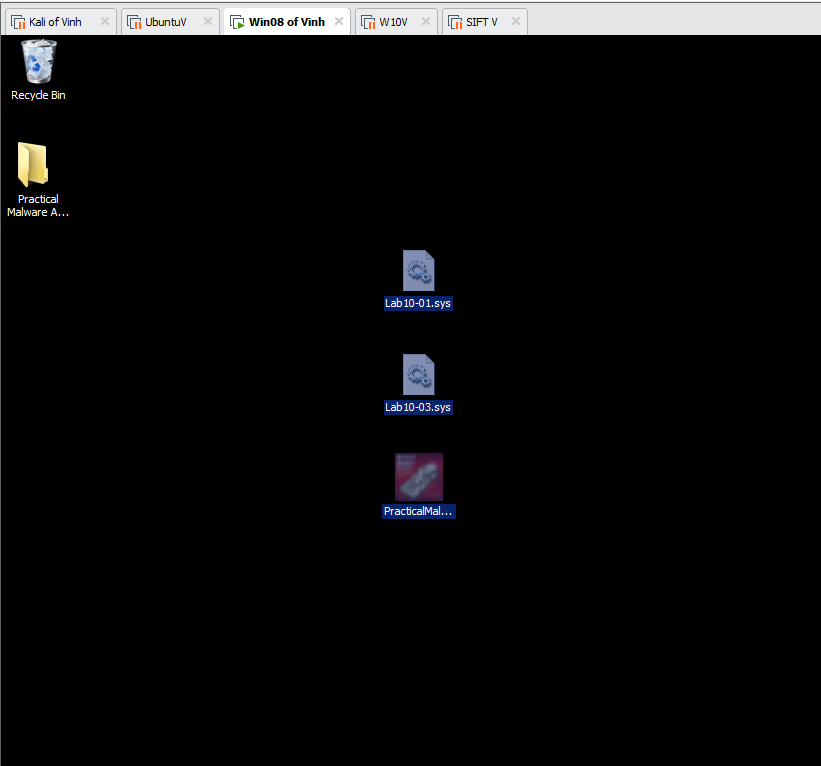 Kali of Vinh
UbuntuV
Win08 of Vinh
W10V
SIFT V
Recycle Bin
Practical
Malware A...
Lab10-01.sys
Lab10-03.sys
PracticalMal...